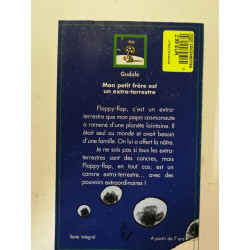 Gudule
Mon petit frère est
un extra-terrestre
Floppy-flop, c'est un extra-
terrestre que mon papa cosmonaute
a ramené d'une planète lointaine. Il
était seul au monde et avait besoin
d'une famille. On lui a offert la nôtre.
Je ne sais pas si tous les extra-
terrestres sont des cancres, mais
Floppy-flop, en tout cas, est un
cancre extra-terrestre... avec des
pouvoirs extraordinaires !
Texte intégral
A partir de 7 ans